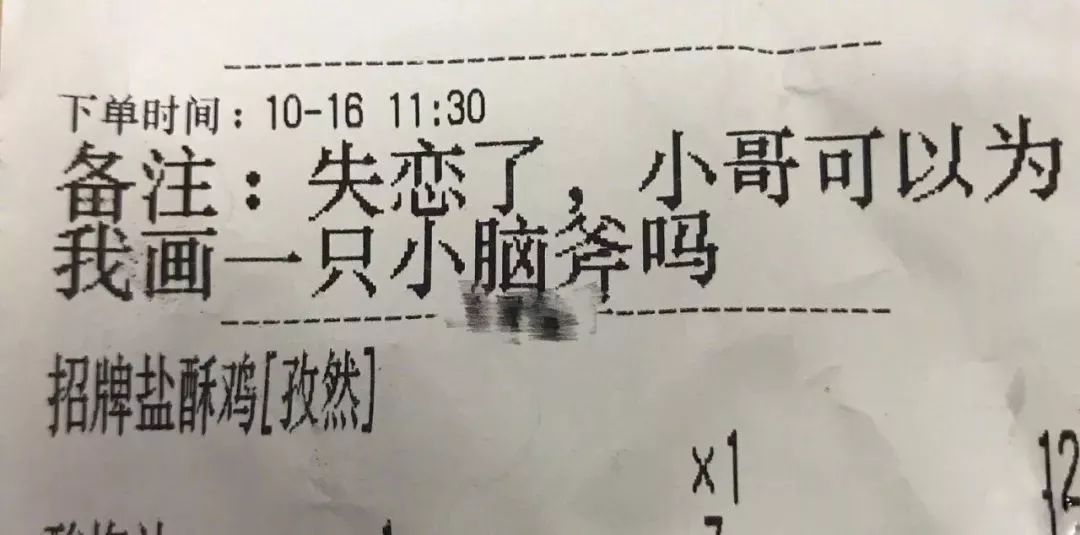 下单时间：10-16 11:30
备注：失恋了，小哥可以为
我画一只小脑斧吗
招牌盐酥鸡[孜然]
x1 12